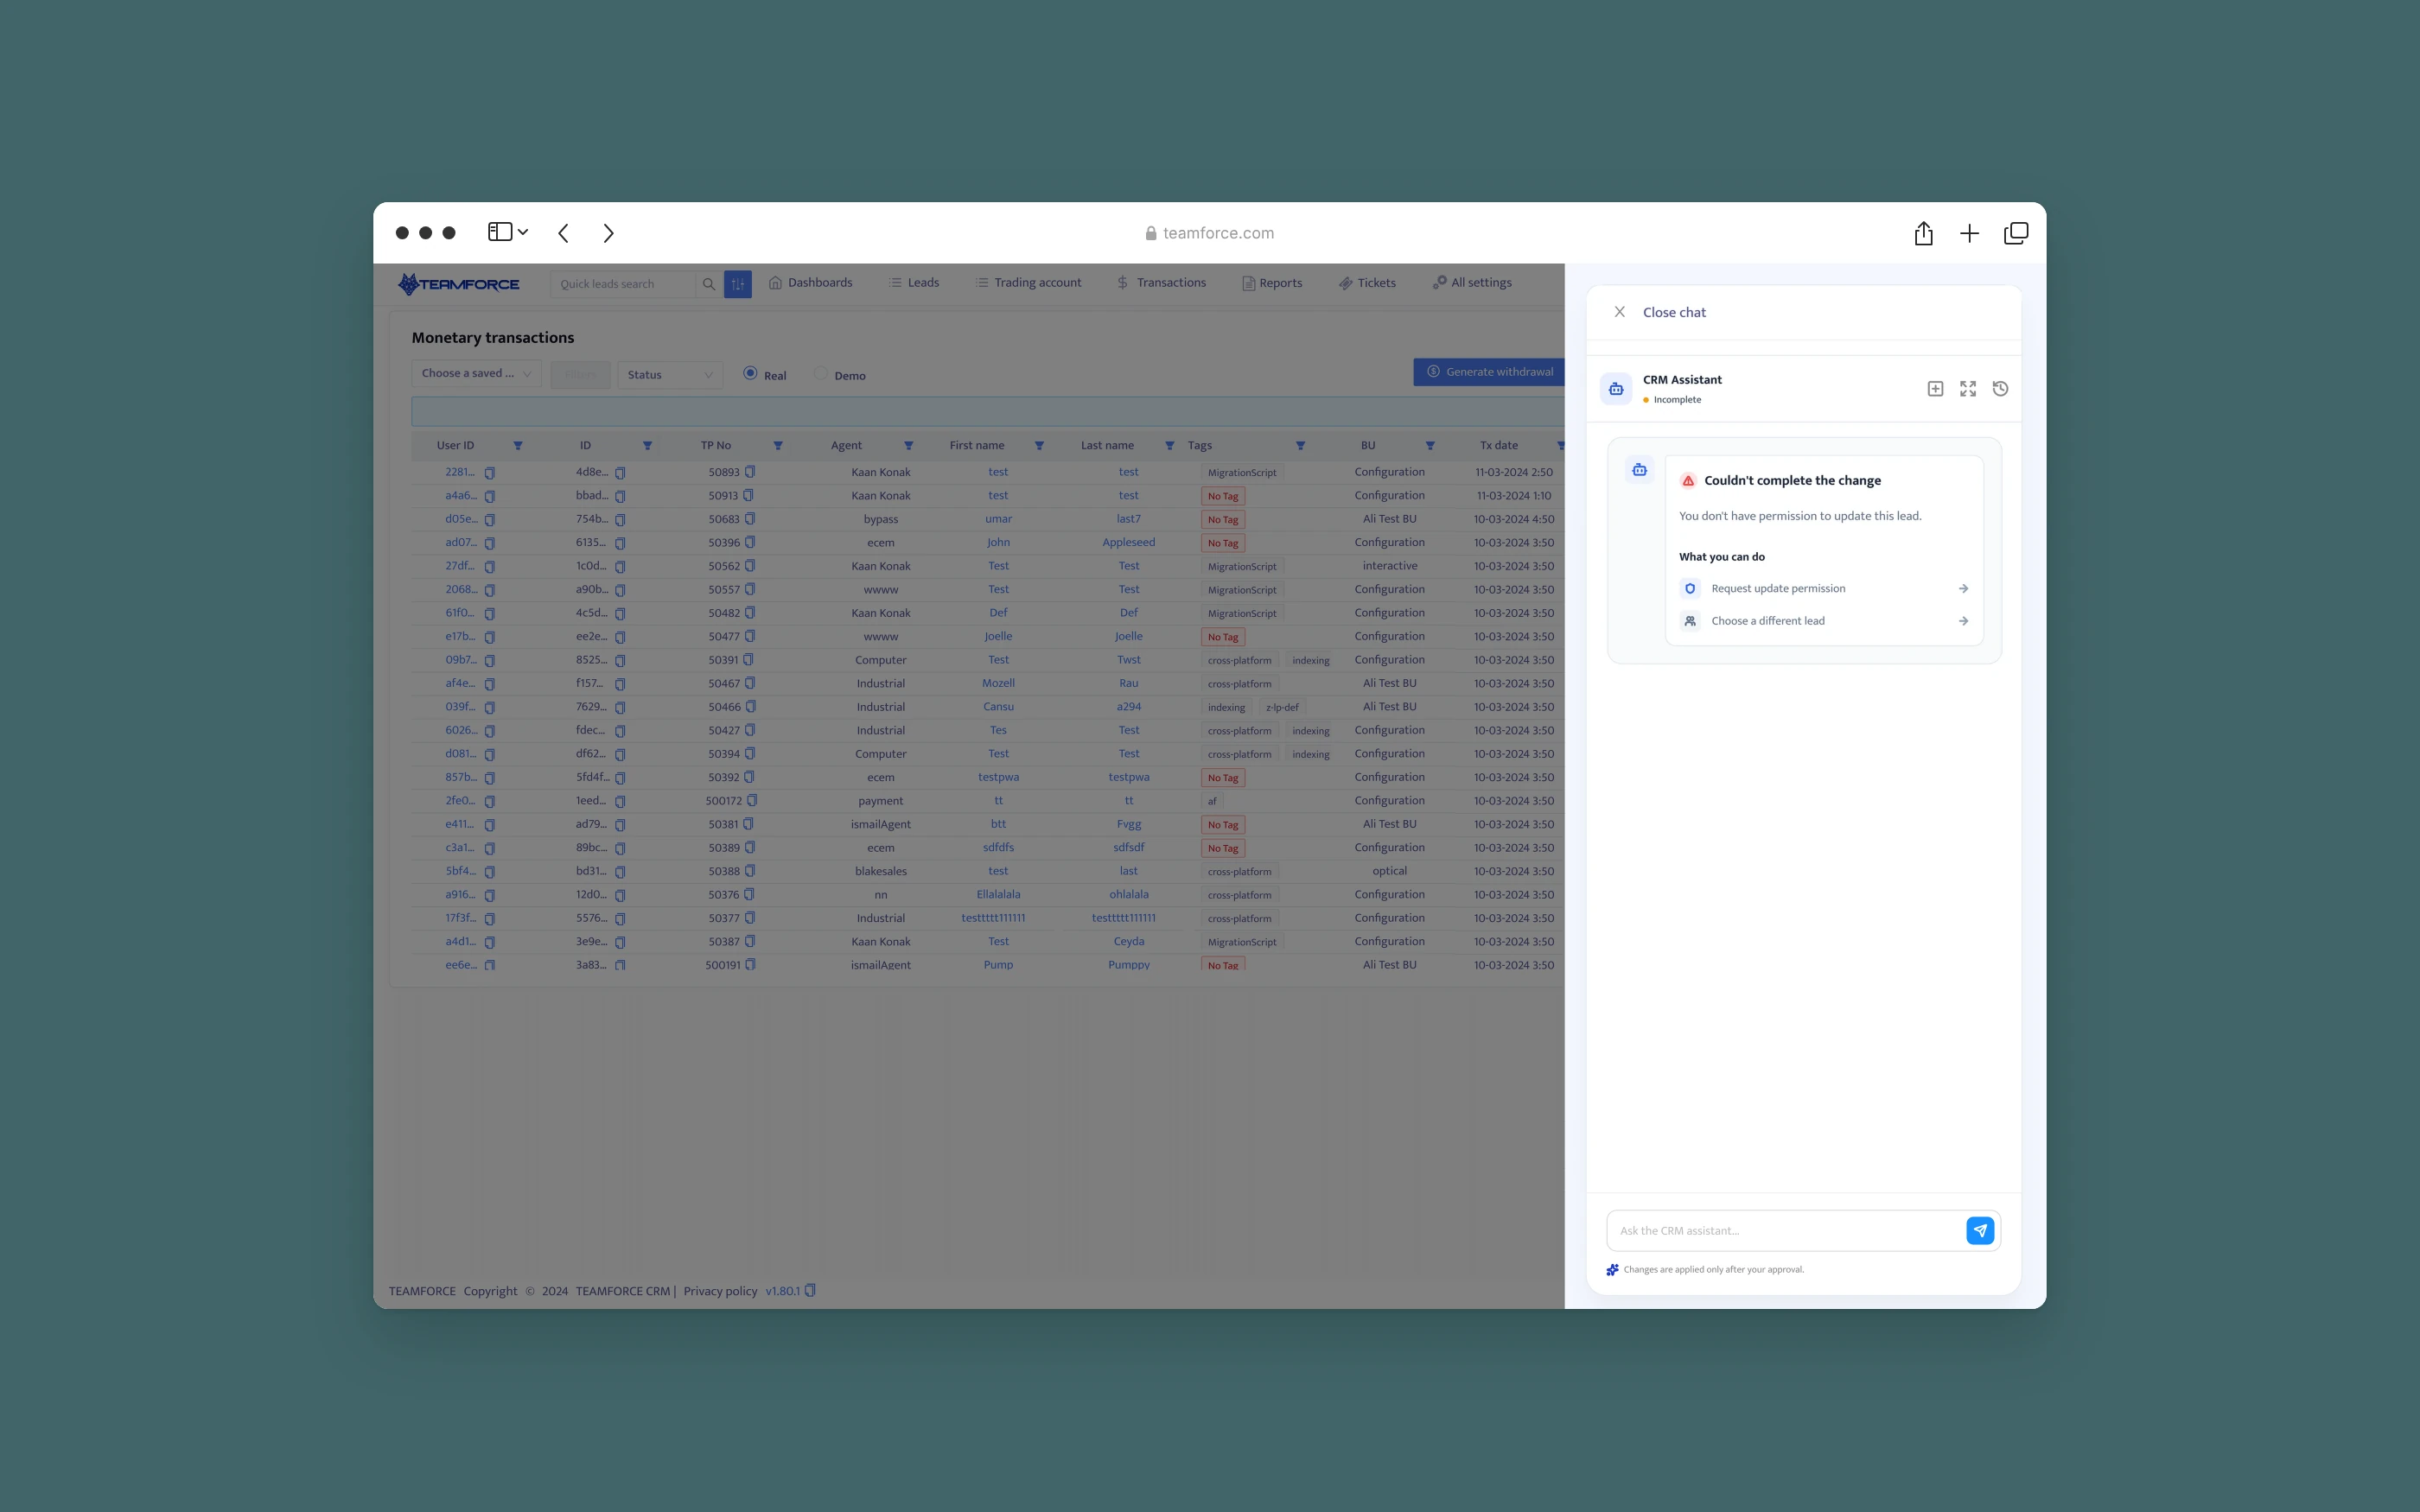 teamforce.com
TEAMFORCE Quick leads search Dashboards Leads Trading account Transactions Reports Tickets All settings
Monetary transactions
Choose a saved ... Status Real Demo Generate withdrawal
User ID ID TP No Agent First name Last name Tags BU Tx date
2281... 4d8e... 50893 Kaan Konak test test MigrationScript Configuration 11-03-2024 2:50
a4a6... bbad... 50913 Kaan Konak test test No Tag Configuration 11-03-2024 1:10
d05e... 754b... 50683 bypass umar last7 No Tag Ali Test BU 10-03-2024 4:50
ad07... 6135... 50396 ecem John Appleseed No Tag Configuration 10-03-2024 3:50
27df... 1c0d... 50562 Kaan Konak Test Test MigrationScript interactive 10-03-2024 3:50
2068... a90b... 50557 wwww Test Test MigrationScript Configuration 10-03-2024 3:50
61f0... 4c5d... 50482 Kaan Konak Def Def MigrationScript Configuration 10-03-2024 3:50
e17b... ee2e... 50477 wwww Joelle Joelle No Tag Configuration 10-03-2024 3:50
09b7... 8525... 50391 Computer Test Twst cross-platform indexing Configuration 10-03-2024 3:50
af4e... f157... 50467 Industrial Mozell Rau cross-platform Ali Test BU 10-03-2024 3:50
039f... 7629... 50466 Industrial Cansu a294 indexing z-lp-def Ali Test BU 10-03-2024 3:50
6026... fdec... 50427 Industrial Tes Test cross-platform indexing Configuration 10-03-2024 3:50
d081... df62... 50394 Computer Test Test cross-platform indexing Configuration 10-03-2024 3:50
857b... 5fd4f... 50392 ecem testpwa testpwa No Tag Configuration 10-03-2024 3:50
2fe0... 1eed... 500172 payment tt tt af Configuration 10-03-2024 3:50
e411... ad79... 50381 ismailAgent btt Fvgg No Tag Ali Test BU 10-03-2024 3:50
c3a1... 89bc... 50389 ecem sdfdfs sdfsdf No Tag Configuration 10-03-2024 3:50
5bf4... bd31... 50388 blakesales test last cross-platform optical 10-03-2024 3:50
a916... 12d0... 50376 nn Ellalalala ohlalala cross-platform Configuration 10-03-2024 3:50
17f3f... 5576... 50377 Industrial testtttt111111 testtttt111111 cross-platform Configuration 10-03-2024 3:50
a4d1... 3e9e... 50387 Kaan Konak Test Ceyda MigrationScript Configuration 10-03-2024 3:50
ee6e... 3a83... 500191 ismailAgent Pump Pumppy No Tag Ali Test BU 10-03-2024 3:50
TEAMFORCE Copyright © 2024 TEAMFORCE CRM | Privacy policy v1.80.1
Close chat
CRM Assistant
Incomplete
Couldn't complete the change
You don't have permission to update this lead.
What you can do
Request update permission
Choose a different lead
Ask the CRM assistant...
Changes are applied only after your approval.